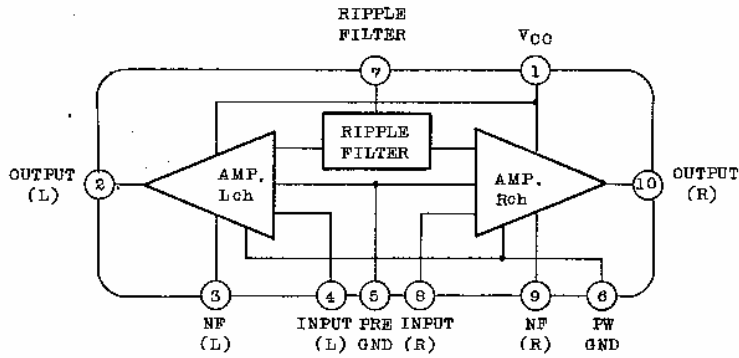 RIPPLE
FILTER
VCC
7
1
RIPPLE
FILTER
OUTPUT
(L)
2
AMP.
Lch
AMP.
Rch
10
OUTPUT
(R)
3
4
5
8
9
6
NF
(L)
INPUT
(L)
PRE
GND
INPUT
(R)
NF
(R)
PW
GND